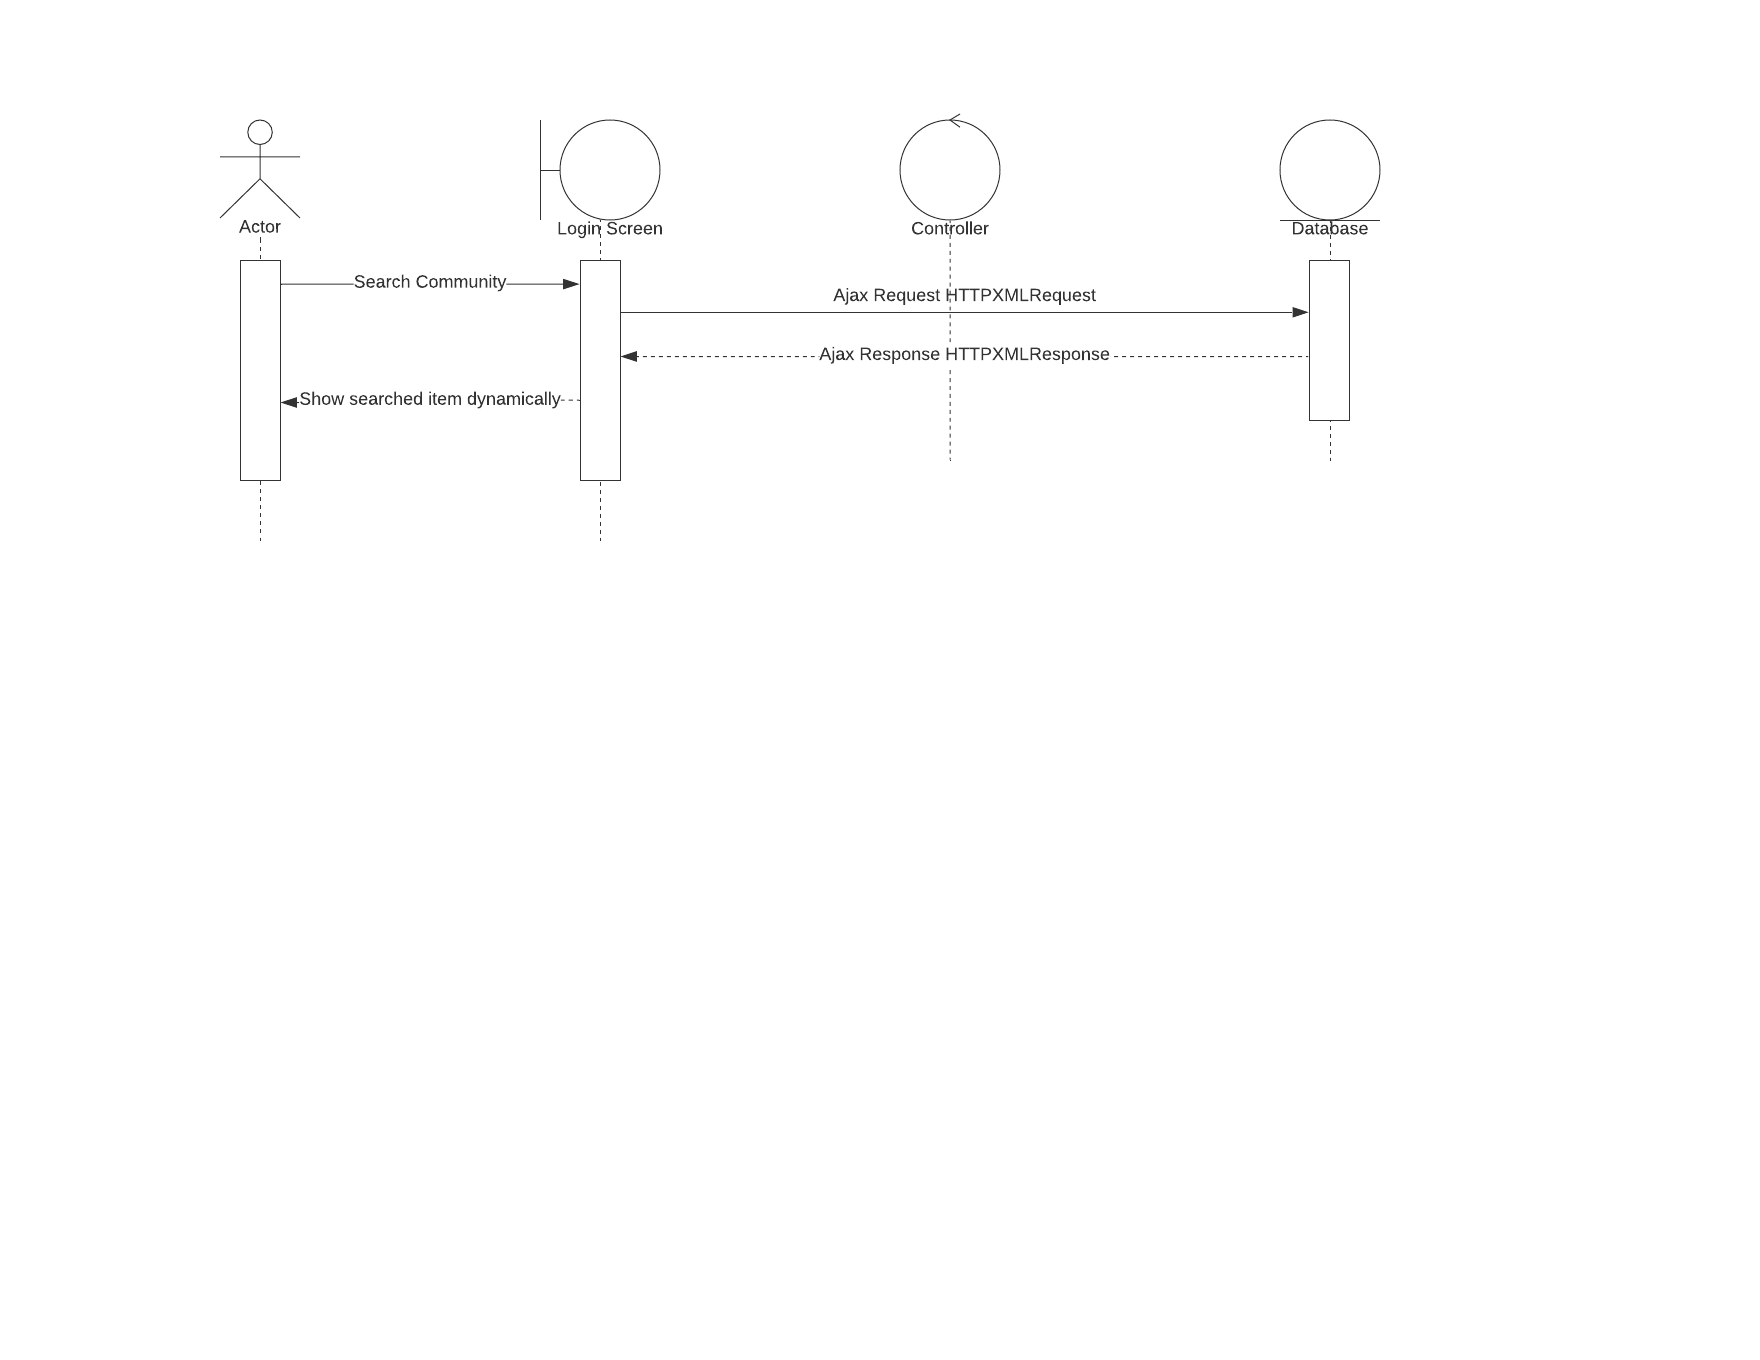 Actor
Login Screen
Controller
Database
Search Community
Ajax Request HTTPXMLRequest
Ajax Response HTTPXMLResponse
Show searched item dynamically